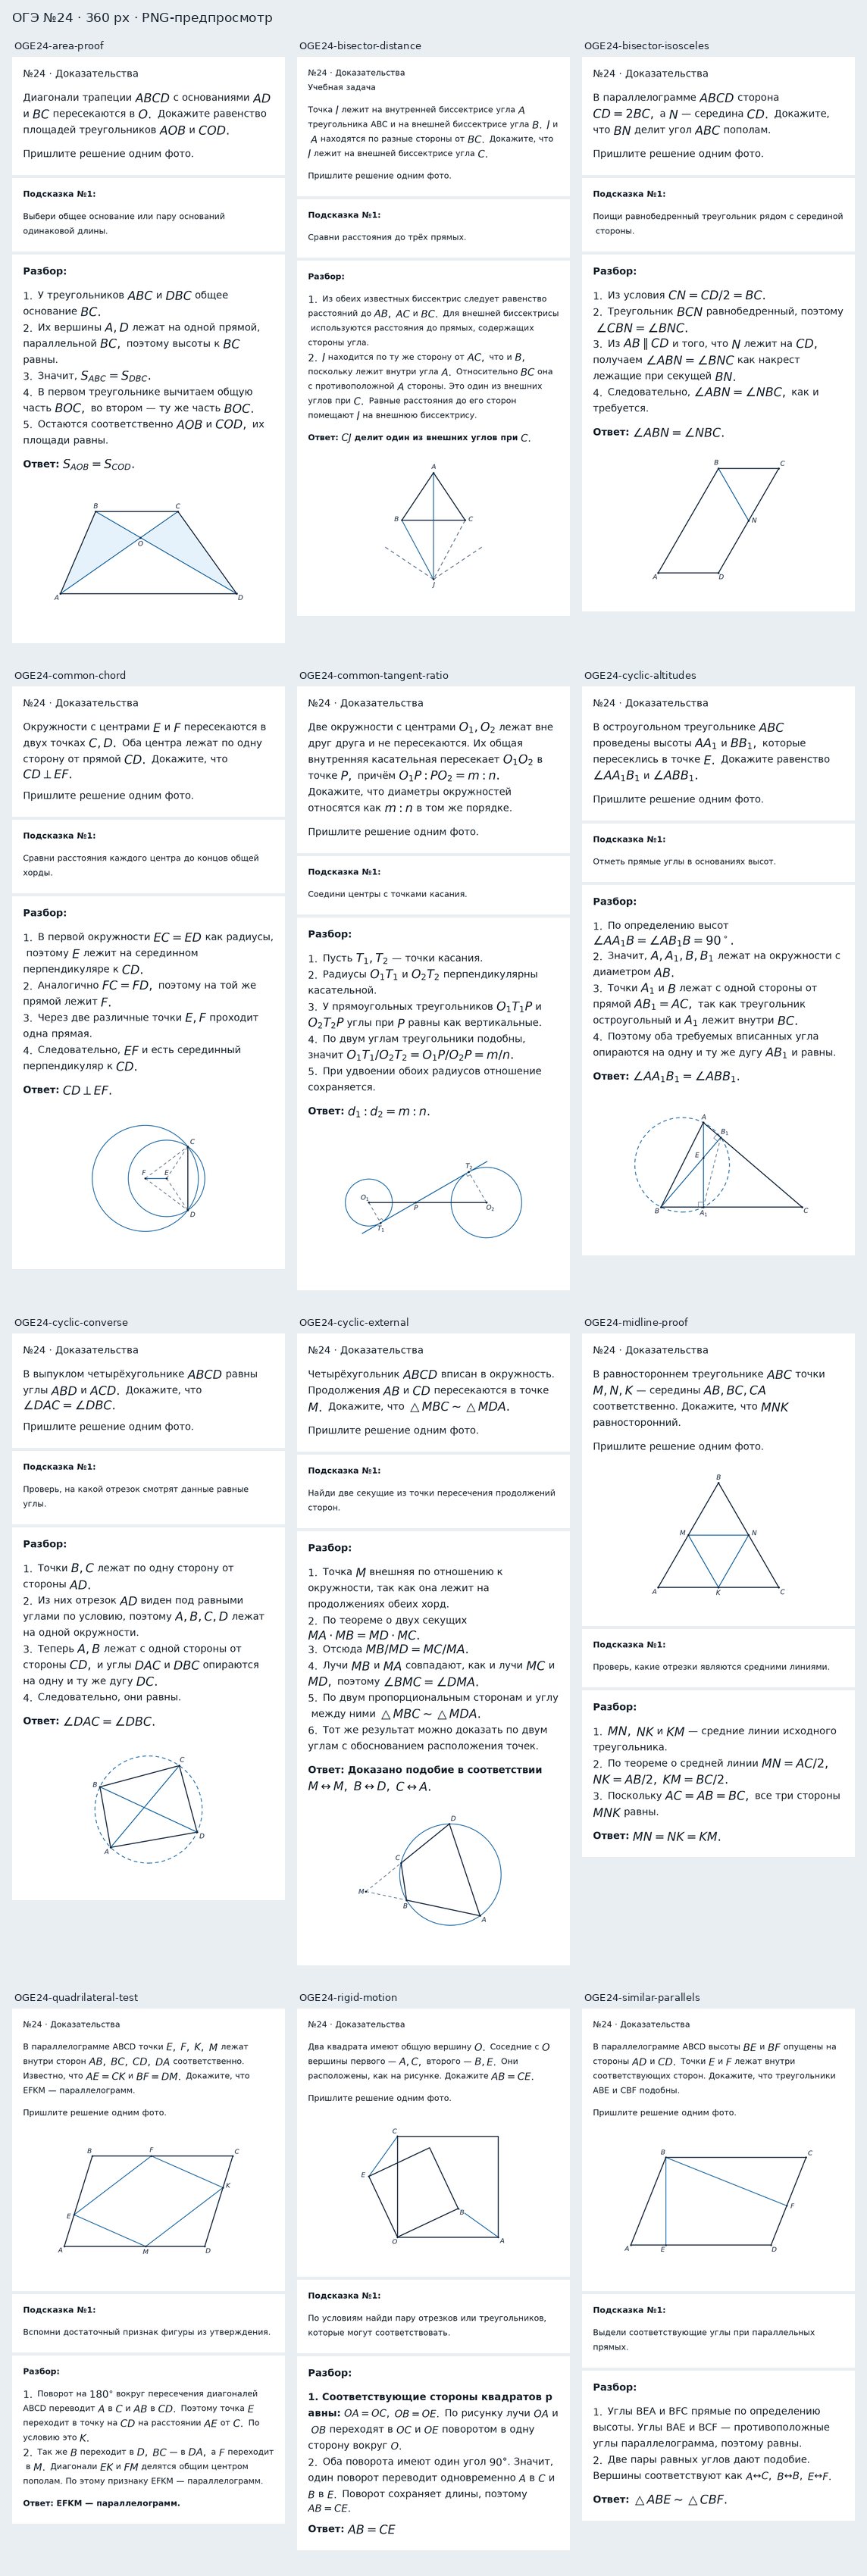 ОГЭ №24 · 360 px · PNG-предпросмотр
OGE24-area-proof
№24 · Доказательства
Диагонали трапеции ABCD с основаниями AD
и BC пересекаются в O. Докажите равенство
площадей треугольников AOB и COD.
Пришлите решение одним фото.
Подсказка №1:
Выбери общее основание или пару оснований
одинаковой длины.
Разбор:
1. У треугольников ABC и DBC общее
основание BC.
2. Их вершины A, D лежат на одной прямой,
параллельной BC, поэтому высоты к BC
равны.
3. Значит, S_ABC = S_DBC.
4. В первом треугольнике вычитаем общую
часть BOC, во втором — ту же часть BOC.
5. Остаются соответственно AOB и COD, их
площади равны.
Ответ: S_AOB = S_COD.
B C
O
A D
OGE24-bisector-distance
№24 · Доказательства
Учебная задача
Точка J лежит на внутренней биссектрисе угла A
треугольника ABC и на внешней биссектрисе угла B. J и
A находятся по разные стороны от BC. Докажите, что
J лежит на внешней биссектрисе угла C.
Пришлите решение одним фото.
Подсказка №1:
Сравни расстояния до трёх прямых.
Разбор:
1. Из обеих известных биссектрис следует равенство
расстояний до AB, AC и BC. Для внешней биссектрисы
используются расстояния до прямых, содержащих
стороны угла.
2. J находится по ту же сторону от AC, что и B,
поскольку лежит внутри угла A. Относительно BC она
с противоположной A стороны. Это один из внешних
углов при C. Равные расстояния до его сторон
помещают J на внешнюю биссектрису.
Ответ: CJ делит один из внешних углов при C.
A
B C
J
OGE24-bisector-isosceles
№24 · Доказательства
В параллелограмме ABCD сторона
CD = 2BC, а N — середина CD. Докажите,
что BN делит угол ABC пополам.
Пришлите решение одним фото.
Подсказка №1:
Поищи равнобедренный треугольник рядом с серединой
стороны.
Разбор:
1. Из условия CN = CD/2 = BC.
2. Треугольник BCN равнобедренный, поэтому
∠CBN = ∠BNC.
3. Из AB ∥ CD и того, что N лежит на CD,
получаем ∠ABN = ∠BNC как накрест
лежащие при секущей BN.
4. Следовательно, ∠ABN = ∠NBC, как и
требуется.
Ответ: ∠ABN = ∠NBC.
B C
N
A D
OGE24-common-chord
№24 · Доказательства
Окружности с центрами E и F пересекаются в
двух точках C, D. Оба центра лежат по одну
сторону от прямой CD. Докажите, что
CD ⊥ EF.
Пришлите решение одним фото.
Подсказка №1:
Сравни расстояния каждого центра до концов общей
хорды.
Разбор:
1. В первой окружности EC = ED как радиусы,
поэтому E лежит на серединном
перпендикуляре к CD.
2. Аналогично FC = FD, поэтому на той же
прямой лежит F.
3. Через две различные точки E, F проходит
одна прямая.
4. Следовательно, EF и есть серединный
перпендикуляр к CD.
Ответ: CD ⊥ EF.
C
F E
D
OGE24-common-tangent-ratio
№24 · Доказательства
Две окружности с центрами O₁, O₂ лежат вне
друг друга и не пересекаются. Их общая
внутренняя касательная пересекает O₁O₂ в
точке P, причём O₁P : PO₂ = m : n.
Докажите, что диаметры окружностей
относятся как m : n в том же порядке.
Пришлите решение одним фото.
Подсказка №1:
Соедини центры с точками касания.
Разбор:
1. Пусть T₁, T₂ — точки касания.
2. Радиусы O₁T₁ и O₂T₂ перпендикулярны
касательной.
3. У прямоугольных треугольников O₁T₁P и
O₂T₂P углы при P равны как вертикальные.
4. По двум углам треугольники подобны,
значит O₁T₁/O₂T₂ = O₁P/O₂P = m/n.
5. При удвоении обоих радиусов отношение
сохраняется.
Ответ: d₁ : d₂ = m : n.
T₂
O₁ P O₂
T₁
OGE24-cyclic-altitudes
№24 · Доказательства
В остроугольном треугольнике ABC
проведены высоты AA₁ и BB₁, которые
пересеклись в точке E. Докажите равенство
∠AA₁B₁ и ∠ABB₁.
Пришлите решение одним фото.
Подсказка №1:
Отметь прямые углы в основаниях высот.
Разбор:
1. По определению высот
∠AA₁B = ∠AB₁B = 90°.
2. Значит, A, A₁, B, B₁ лежат на окружности с
диаметром AB.
3. Точки A₁ и B лежат с одной стороны от
прямой AB₁ = AC, так как треугольник
остроугольный и A₁ лежит внутри BC.
4. Поэтому оба требуемых вписанных угла
опираются на одну и ту же дугу AB₁ и равны.
Ответ: ∠AA₁B₁ = ∠ABB₁.
A
B₁
E
B A₁ C
OGE24-cyclic-converse
№24 · Доказательства
В выпуклом четырёхугольнике ABCD равны
углы ABD и ACD. Докажите, что
∠DAC = ∠DBC.
Пришлите решение одним фото.
Подсказка №1:
Проверь, на какой отрезок смотрят данные равные
углы.
Разбор:
1. Точки B, C лежат по одну сторону от
стороны AD.
2. Из них отрезок AD виден под равными
углами по условию, поэтому A, B, C, D лежат
на одной окружности.
3. Теперь A, B лежат с одной стороны от
стороны CD, и углы DAC и DBC опираются
на одну и ту же дугу DC.
4. Следовательно, они равны.
Ответ: ∠DAC = ∠DBC.
C
B
D
A
OGE24-cyclic-external
№24 · Доказательства
Четырёхугольник ABCD вписан в окружность.
Продолжения AB и CD пересекаются в точке
M. Докажите, что △MBC ∼ △MDA.
Пришлите решение одним фото.
Подсказка №1:
Найди две секущие из точки пересечения продолжений
сторон.
Разбор:
1. Точка M внешняя по отношению к
окружности, так как она лежит на
продолжениях обеих хорд.
2. По теореме о двух секущих
MA · MB = MD · MC.
3. Отсюда MB/MD = MC/MA.
4. Лучи MB и MA совпадают, как и лучи MC и
MD, поэтому ∠BMC = ∠DMA.
5. По двум пропорциональным сторонам и углу
между ними △MBC ∼ △MDA.
6. Тот же результат можно доказать по двум
углам с обоснованием расположения точек.
Ответ: Доказано подобие в соответствии
M ↔ M, B ↔ D, C ↔ A.
D
C
M
B
A
OGE24-midline-proof
№24 · Доказательства
В равностороннем треугольнике ABC точки
M, N, K — середины AB, BC, CA
соответственно. Докажите, что MNK
равносторонний.
Пришлите решение одним фото.
B
M N
A K C
Подсказка №1:
Проверь, какие отрезки являются средними линиями.
Разбор:
1. MN, NK и KM — средние линии исходного
треугольника.
2. По теореме о средней линии MN = AC/2,
NK = AB/2, KM = BC/2.
3. Поскольку AC = AB = BC, все три стороны
MNK равны.
Ответ: MN = NK = KM.
OGE24-quadrilateral-test
№24 · Доказательства
В параллелограмме ABCD точки E, F, K, M лежат
внутри сторон AB, BC, CD, DA соответственно.
Известно, что AE = CK и BF = DM. Докажите, что
EFKM — параллелограмм.
Пришлите решение одним фото.
B F C
K
E
A M D
Подсказка №1:
Вспомни достаточный признак фигуры из утверждения.
Разбор:
1. Поворот на 180° вокруг пересечения диагоналей
ABCD переводит A в C и AB в CD. Поэтому точка E
переходит в точку на CD на расстоянии AE от C. По
условию это K.
2. Так же B переходит в D, BC — в DA, а F переходит
в M. Диагонали EK и FM делятся общим центром
пополам. По этому признаку EFKM — параллелограмм.
Ответ: EFKM — параллелограмм.
OGE24-rigid-motion
№24 · Доказательства
Два квадрата имеют общую вершину O. Соседние с O
вершины первого — A, C, второго — B, E. Они
расположены, как на рисунке. Докажите AB = CE.
Пришлите решение одним фото.
C
E
B
O A
Подсказка №1:
По условиям найди пару отрезков или треугольников,
которые могут соответствовать.
Разбор:
1. Соответствующие стороны квадратов р
авны: OA = OC, OB = OE. По рисунку лучи OA и
OB переходят в OC и OE поворотом в одну
сторону вокруг O.
2. Оба поворота имеют один угол 90°. Значит,
один поворот переводит одновременно A в C и
B в E. Поворот сохраняет длины, поэтому
AB = CE.
Ответ: AB = CE
OGE24-similar-parallels
№24 · Доказательства
В параллелограмме ABCD высоты BE и BF опущены на
стороны AD и CD. Точки E и F лежат внутри
соответствующих сторон. Докажите, что треугольники
ABE и CBF подобны.
Пришлите решение одним фото.
B C
F
A E D
Подсказка №1:
Выдели соответствующие углы при параллельных
прямых.
Разбор:
1. Углы BEA и BFC прямые по определению
высоты. Углы BAE и BCF — противоположные
углы параллелограмма, поэтому равны.
2. Две пары равных углов дают подобие.
Вершины соответствуют как A↔C, B↔B, E↔F.
Ответ: △ABE ∼ △CBF.